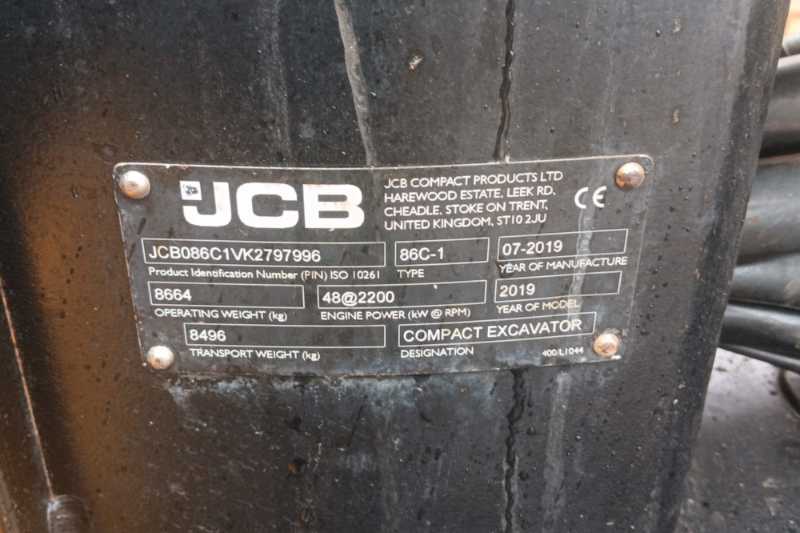 JCB
JCB COMPACT PRODUCTS LTD
HAREWOOD ESTATE, LEEK RD,
CHEADLE, STOKE ON TRENT,
UNITED KINGDOM, ST10 2JU
CE
JCB086C1VK2797996 86C-1 07-2019
Product Identification Number (PIN) ISO 10261 TYPE YEAR OF MANUFACTURE
8664 48@2200 2019
OPERATING WEIGHT (kg) ENGINE POWER (kW @ RPM) YEAR OF MODEL
8496 COMPACT EXCAVATOR
TRANSPORT WEIGHT (kg) DESIGNATION 400/L1044